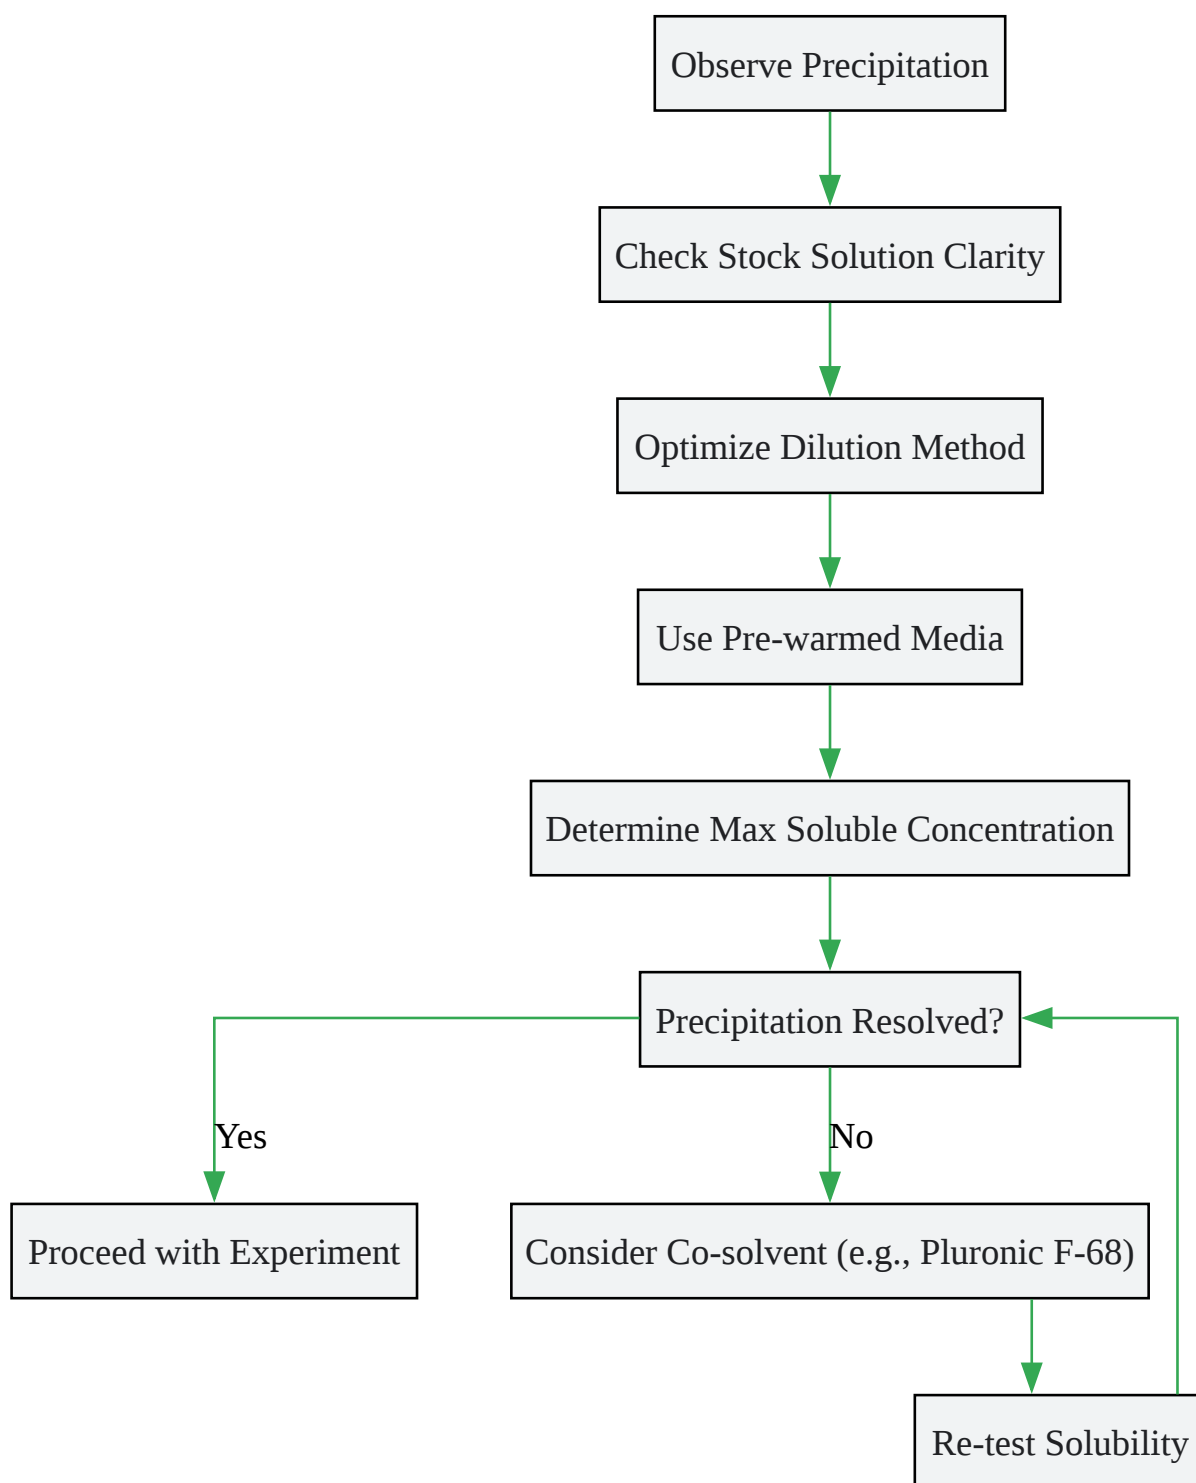 Observe Precipitation
Check Stock Solution Clarity
Optimize Dilution Method
Use Pre-warmed Media
Determine Max Soluble Concentration
Precipitation Resolved?
Yes
No
Proceed with Experiment
Consider Co-solvent (e.g., Pluronic F-68)
Re-test Solubility